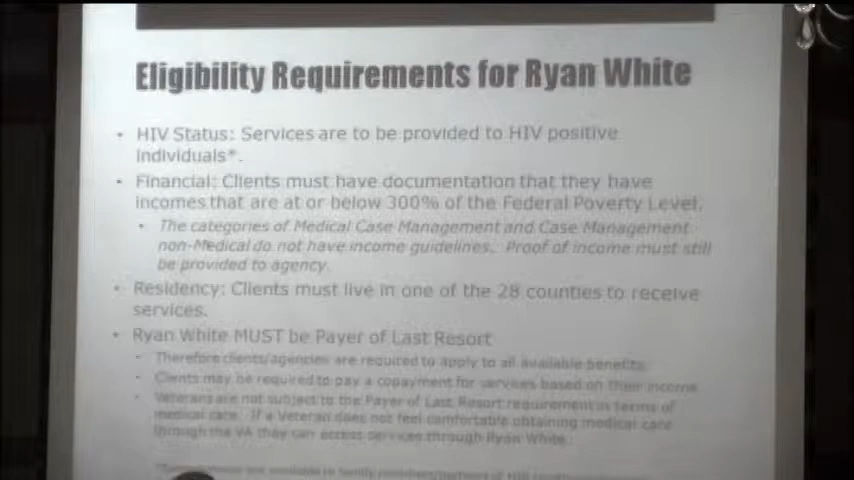 Eligibility Requirements for Ryan White
• HIV Status: Services are to be provided to HIV positive
individuals*.
• Financial: Clients must have documentation that they have
incomes that are at or below 300% of the Federal Poverty Level.
• The categories of Medical Case Management and Case Management
non-Medical do not have income guidelines. Proof of income must still
be provided to agency.
• Residency: Clients must live in one of the 28 counties to receive
services.
• Ryan White MUST be Payer of Last Resort
• Therefore clients/agencies are required to apply to all available benefits.
• Clients may be required to pay a copayment for services based on their income
• Veterans are not subject to the Payer of Last Resort requirement in terms of
medical care. If a Veteran does not feel comfortable obtaining medical care
through the VA they can access services through Ryan White.